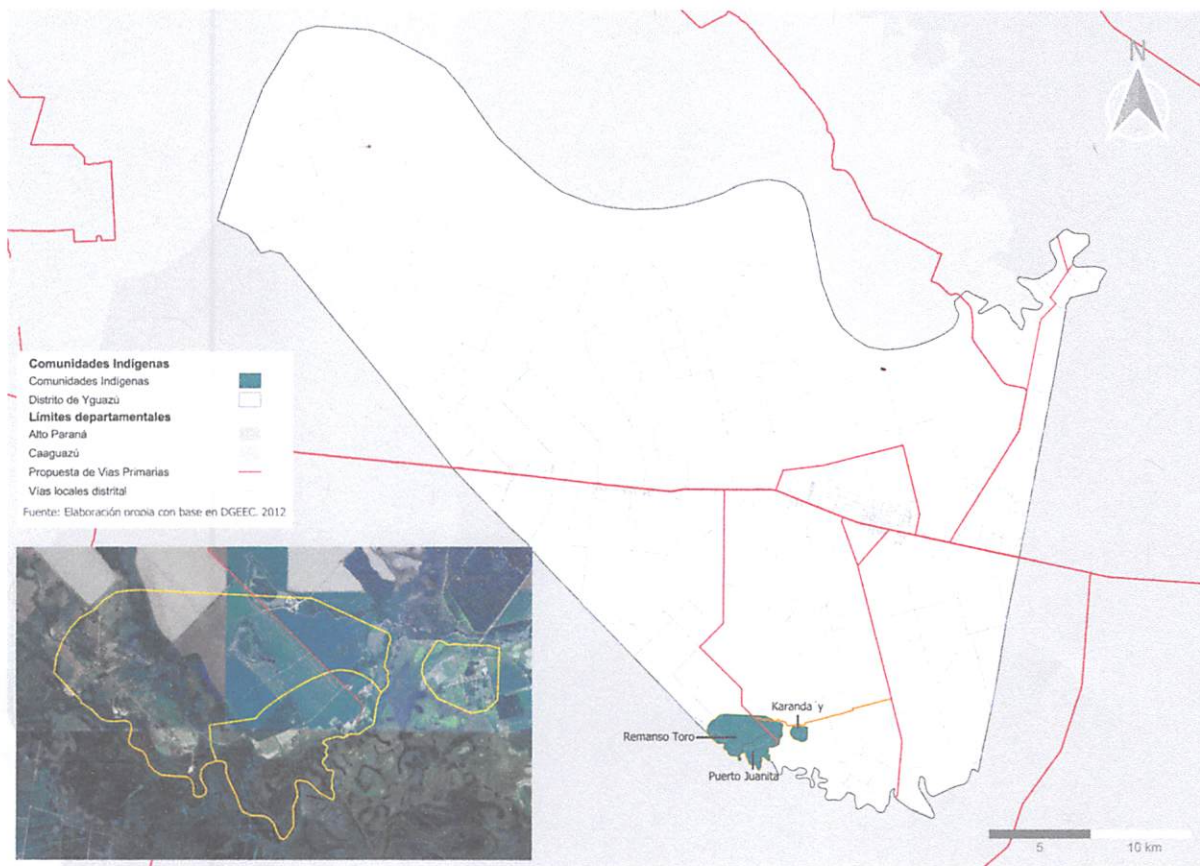 N
Comunidades Indígenas
Comunidades Indígenas
Distrito de Yguazú
Límites departamentales
Alto Paraná
Caaguazú
Propuesta de Vías Primarias
Vías locales distrital
Fuente: Elaboración propia con base en DGEEC. 2012
Karanda´y
Remanso Toro
Puerto Juanita
5 10 km